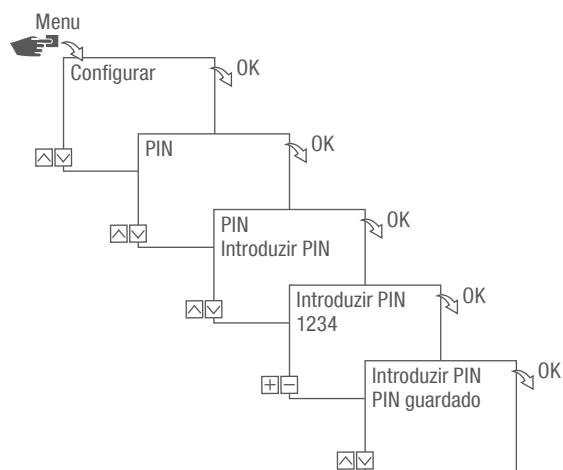 Menu
Configurar
OK
PIN
OK
PIN
Introduzir PIN
OK
Introduzir PIN
1234
OK
Introduzir PIN
PIN guardado
OK